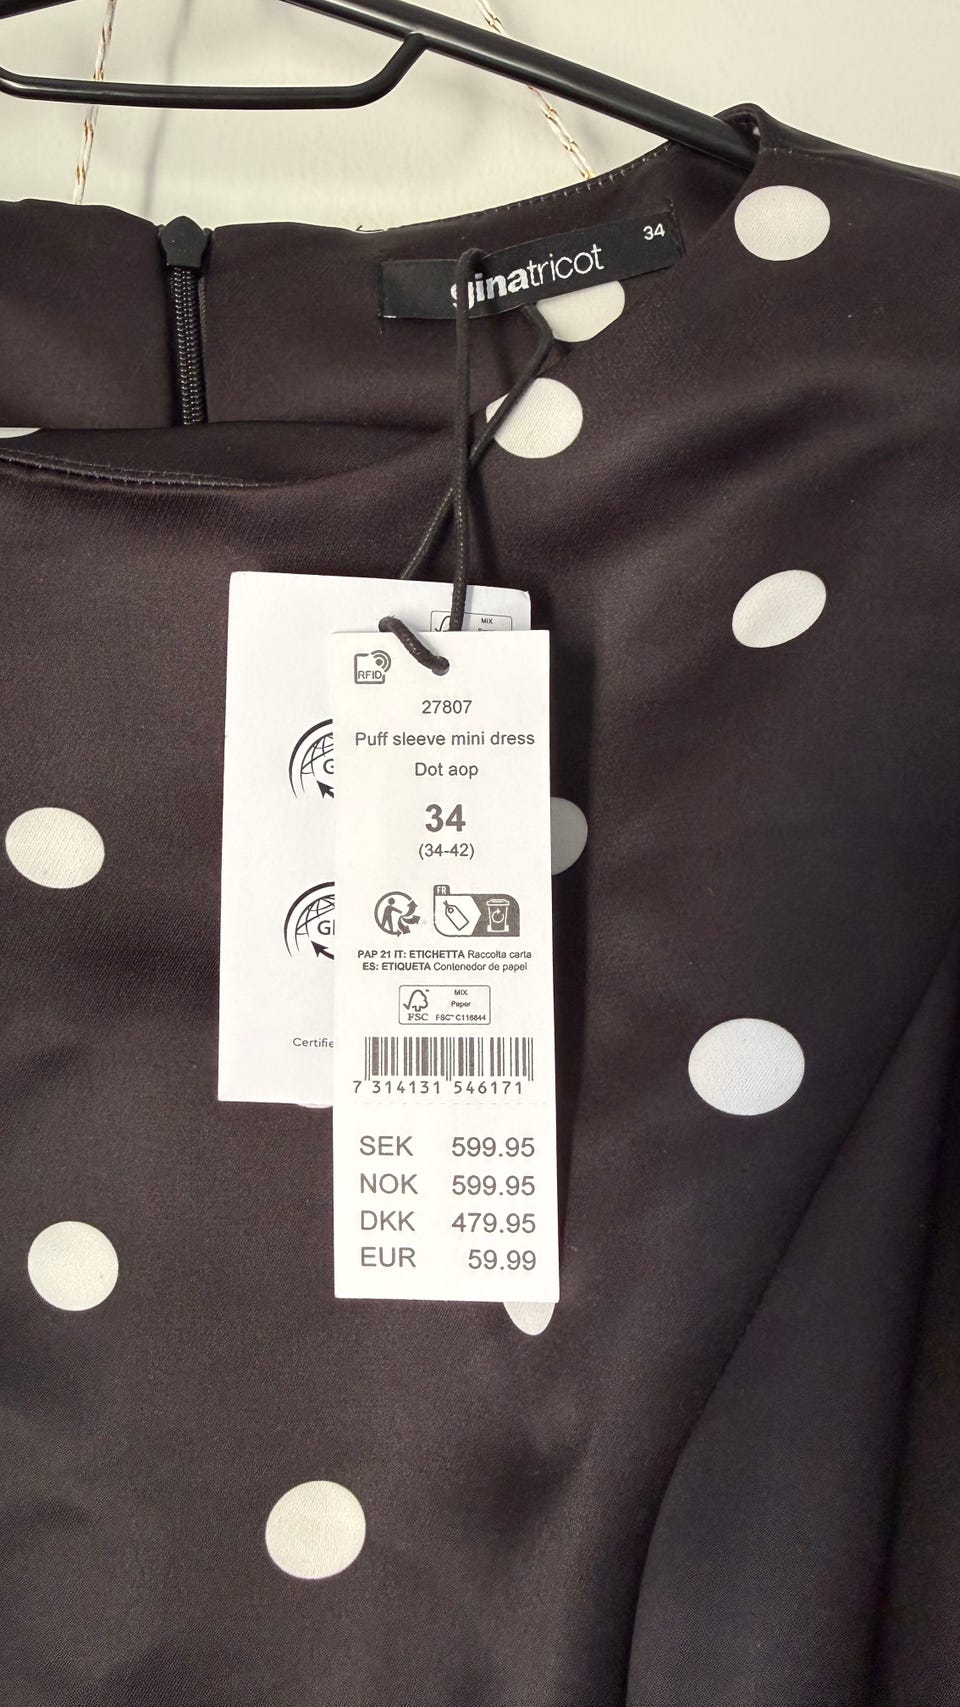 ginatricot 34
MIX
RFID
27807
Puff sleeve mini dress
Dot aop
34
(34-42)
FR
PAP 21 IT: ETICHETTA Raccolta carta
ES: ETIQUETA Contenedor de papel
MIX
Paper
FSC FSC™ C116844
7 314131 546171
SEK 599.95
NOK 599.95
DKK 479.95
EUR 59.99